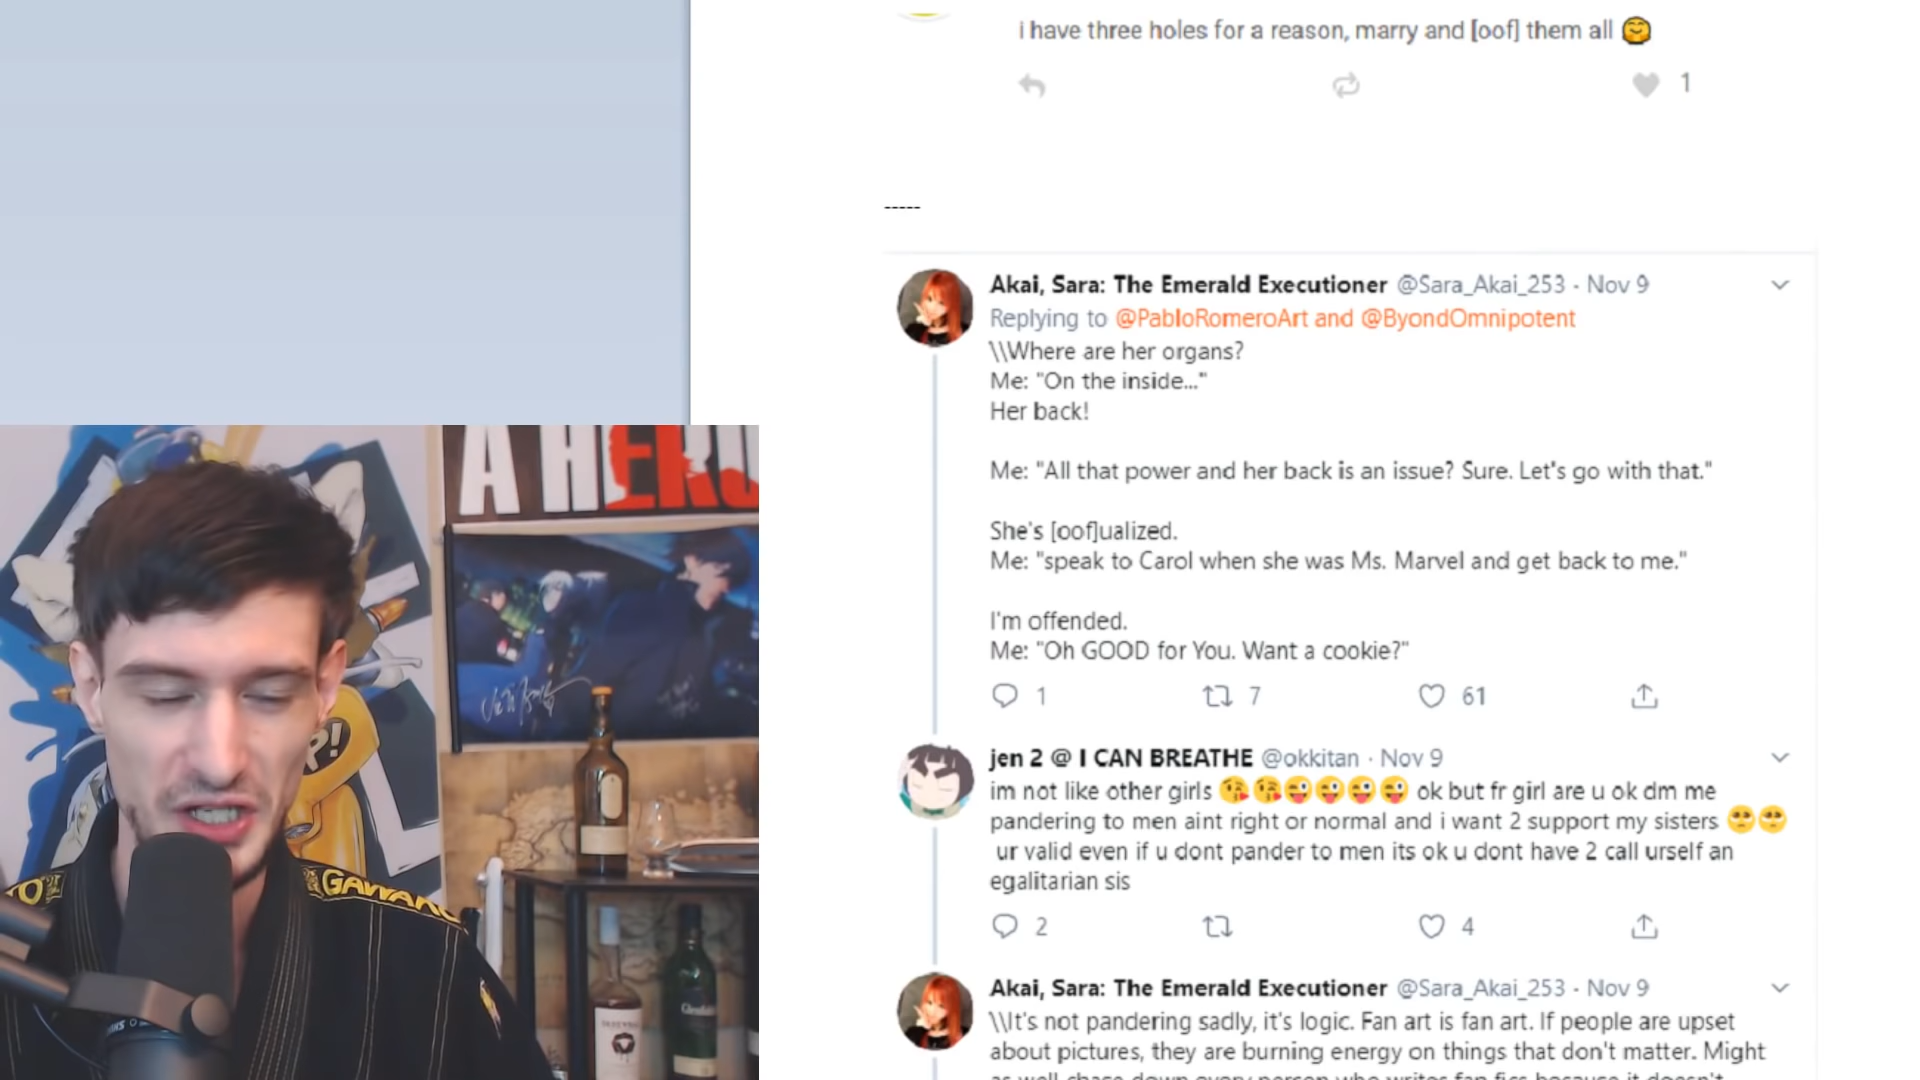 i have three holes for a reason, marry and [oof] them all 🤗
1
-----
Akai, Sara: The Emerald Executioner @Sara_Akai_253 · Nov 9
Replying to @PabloRomeroArt and @ByondOmnipotent
\\Where are her organs?
Me: "On the inside..."
Her back!
Me: "All that power and her back is an issue? Sure. Let's go with that."
She's [oof]ualized.
Me: "speak to Carol when she was Ms. Marvel and get back to me."
I'm offended.
Me: "Oh GOOD for You. Want a cookie?"
1 7 61
jen 2 @ I CAN BREATHE @okkitan · Nov 9
im not like other girls 😘😘😜😜😜😜 ok but fr girl are u ok dm me
pandering to men aint right or normal and i want 2 support my sisters 🥺🥺
ur valid even if u dont pander to men its ok u dont have 2 call urself an
egalitarian sis
2 4
Akai, Sara: The Emerald Executioner @Sara_Akai_253 · Nov 9
\\It's not pandering sadly, it's logic. Fan art is fan art. If people are upset
about pictures, they are burning energy on things that don't matter. Might
as well chase down every person who writes fan fics because it doesn't
A HERO
R!
Glenfiddich